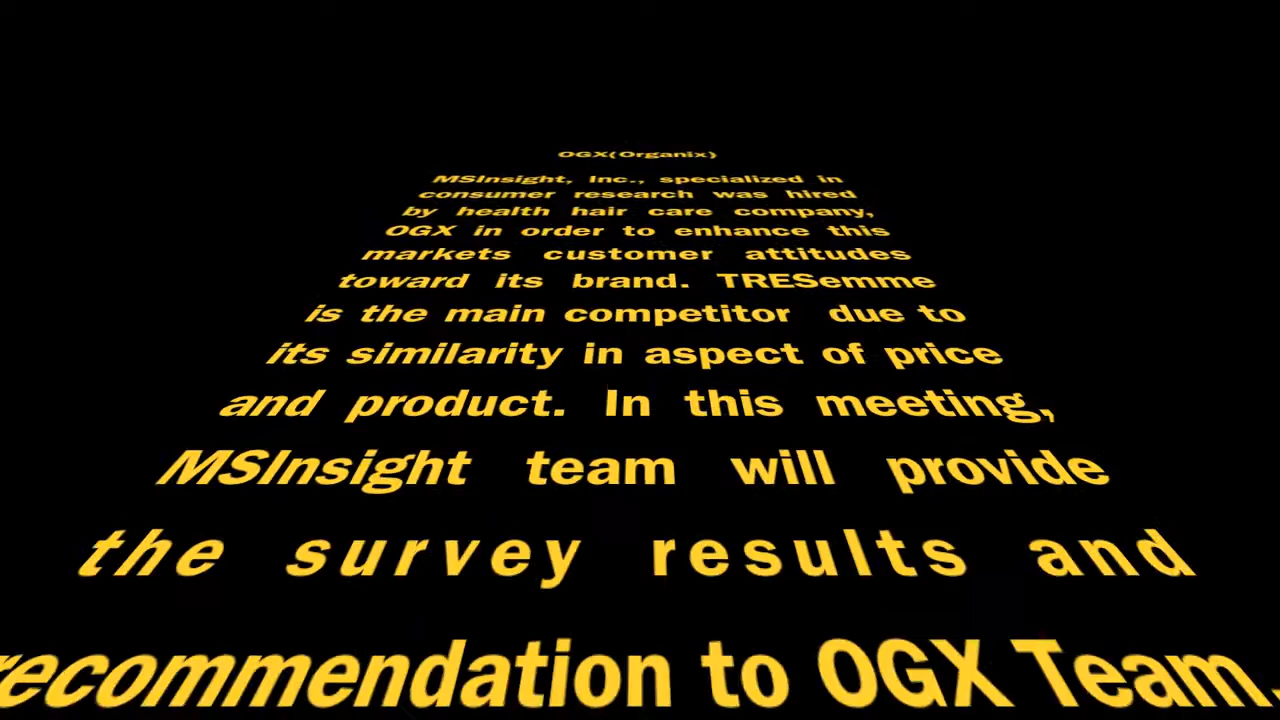 OGX(Organix)
MSInsight, Inc., specialized in
consumer research was hired
by health hair care company,
OGX in order to enhance this
markets customer attitudes
toward its brand. TRESemme
is the main competitor due to
its similarity in aspect of price
and product. In this meeting,
MSInsight team will provide
the survey results and
recommendation to OGX Team.